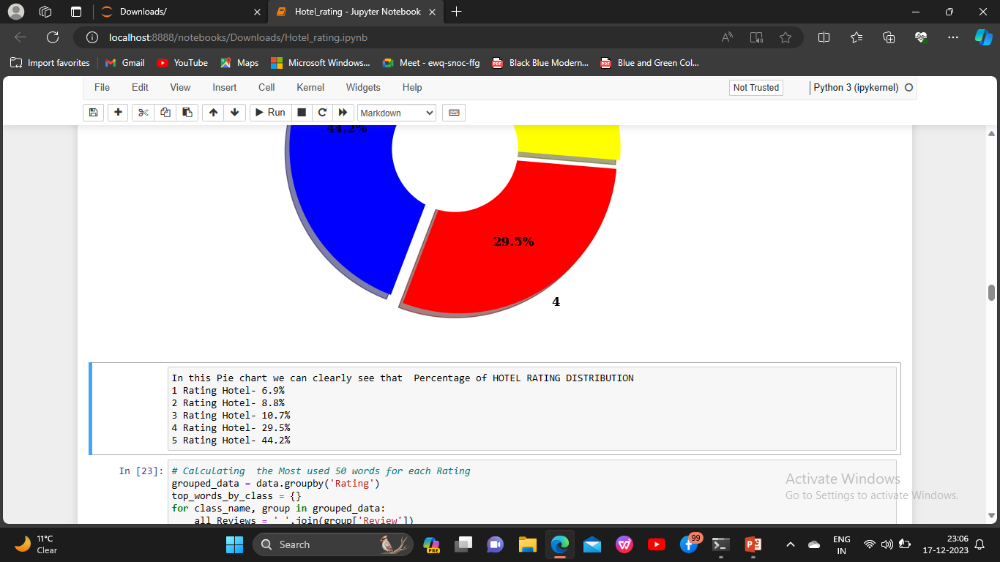 Downloads/
Hotel_rating - Jupyter Notebook
localhost:8888/notebooks/Downloads/Hotel_rating.ipynb
Import favorites
Gmail
YouTube
Maps
Microsoft Windows...
Meet - ewq-snoc-ffg
Black Blue Modern...
Blue and Green Col...
File Edit View Insert Cell Kernel Widgets Help
Not Trusted
Python 3 (ipykernel)
Run
Markdown
44.2%
29.5%
4
In this Pie chart we can clearly see that  Percentage of HOTEL RATING DISTRIBUTION
1 Rating Hotel- 6.9%
2 Rating Hotel- 8.8%
3 Rating Hotel- 10.7%
4 Rating Hotel- 29.5%
5 Rating Hotel- 44.2%
In [23]: # Calculating  the Most used 50 words for each Rating
grouped_data = data.groupby('Rating')
top_words_by_class = {}
for class_name, group in grouped_data:
all_Reviews = ' '.join(group['Review'])
Activate Windows
Go to Settings to activate Windows.
11°C
Clear
Search
PRE
99
ENG
IN
23:06
17-12-2023